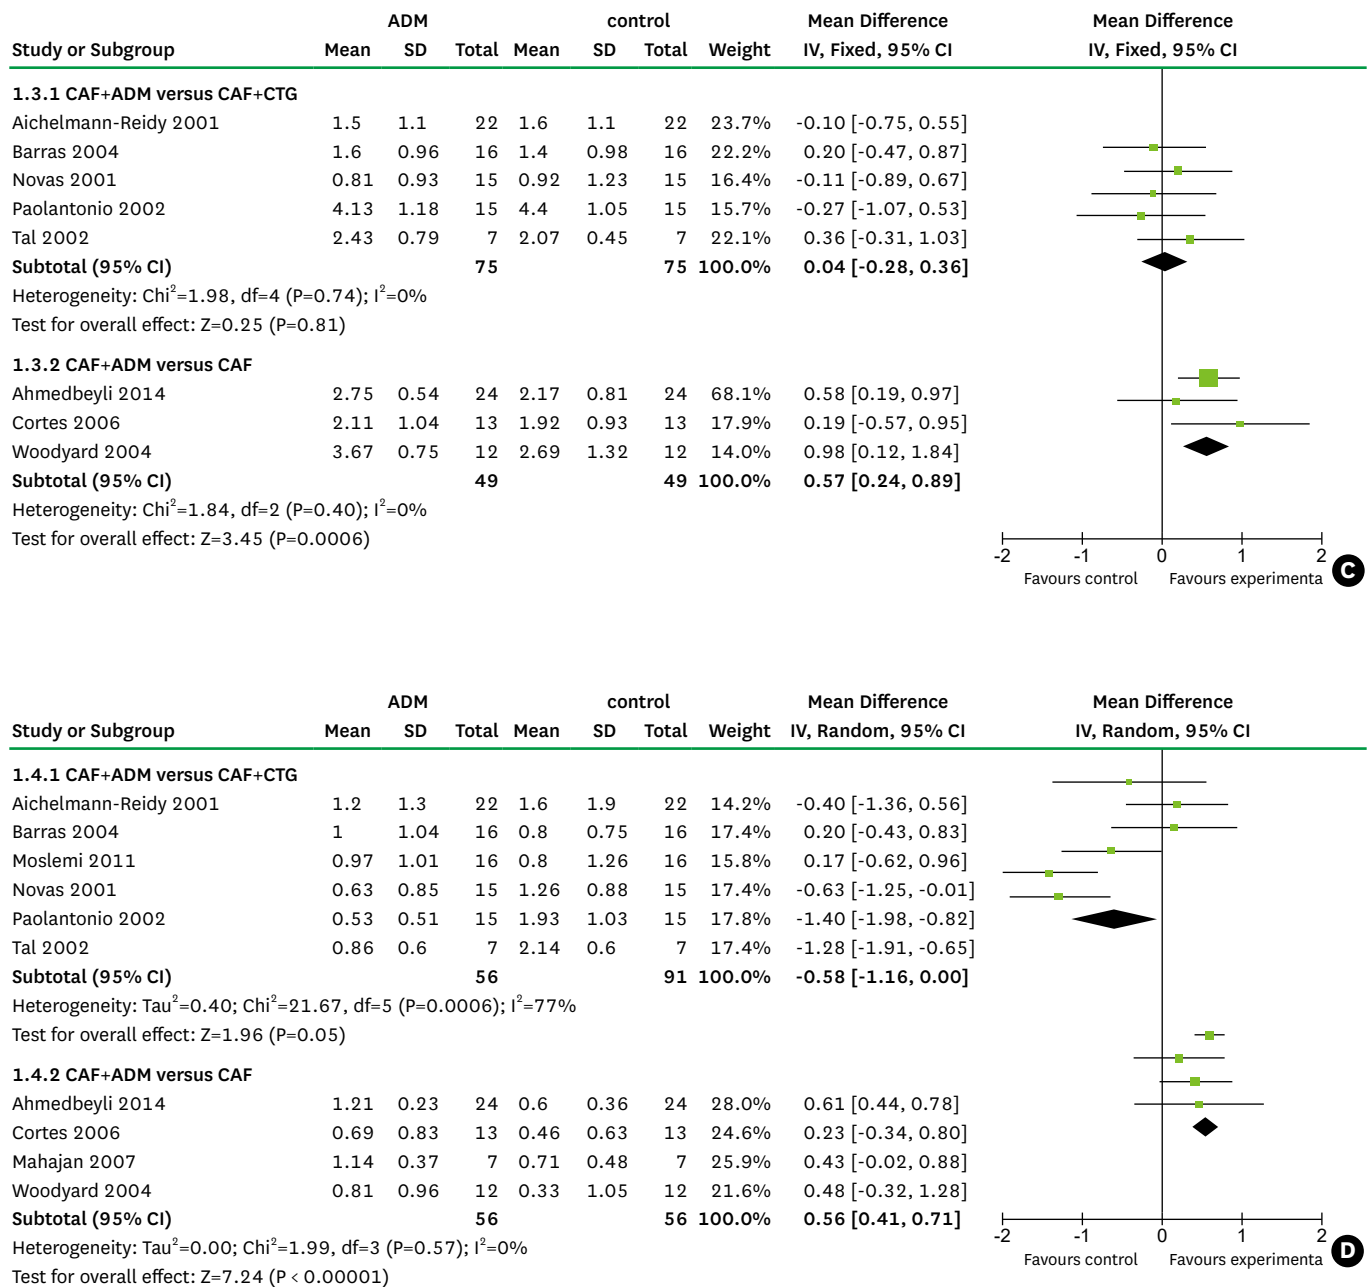 ADM control Mean Difference Mean Difference
Study or Subgroup Mean SD Total Mean SD Total Weight IV, Fixed, 95% CI IV, Fixed, 95% CI
1.3.1 CAF+ADM versus CAF+CTG
Aichelmann-Reidy 2001 1.5 1.1 22 1.6 1.1 22 23.7% -0.10 [-0.75, 0.55]
Barras 2004 1.6 0.96 16 1.4 0.98 16 22.2% 0.20 [-0.47, 0.87]
Novas 2001 0.81 0.93 15 0.92 1.23 15 16.4% -0.11 [-0.89, 0.67]
Paolantonio 2002 4.13 1.18 15 4.4 1.05 15 15.7% -0.27 [-1.07, 0.53]
Tal 2002 2.43 0.79 7 2.07 0.45 7 22.1% 0.36 [-0.31, 1.03]
Subtotal (95% CI) 75 75 100.0% 0.04 [-0.28, 0.36]
Heterogeneity: Chi²=1.98, df=4 (P=0.74); I²=0%
Test for overall effect: Z=0.25 (P=0.81)
1.3.2 CAF+ADM versus CAF
Ahmedbeyli 2014 2.75 0.54 24 2.17 0.81 24 68.1% 0.58 [0.19, 0.97]
Cortes 2006 2.11 1.04 13 1.92 0.93 13 17.9% 0.19 [-0.57, 0.95]
Woodyard 2004 3.67 0.75 12 2.69 1.32 12 14.0% 0.98 [0.12, 1.84]
Subtotal (95% CI) 49 49 100.0% 0.57 [0.24, 0.89]
Heterogeneity: Chi²=1.84, df=2 (P=0.40); I²=0%
Test for overall effect: Z=3.45 (P=0.0006)
-2 -1 0 1 2
Favours control Favours experimenta C
ADM control Mean Difference Mean Difference
Study or Subgroup Mean SD Total Mean SD Total Weight IV, Random, 95% CI IV, Random, 95% CI
1.4.1 CAF+ADM versus CAF+CTG
Aichelmann-Reidy 2001 1.2 1.3 22 1.6 1.9 22 14.2% -0.40 [-1.36, 0.56]
Barras 2004 1 1.04 16 0.8 0.75 16 17.4% 0.20 [-0.43, 0.83]
Moslemi 2011 0.97 1.01 16 0.8 1.26 16 15.8% 0.17 [-0.62, 0.96]
Novas 2001 0.63 0.85 15 1.26 0.88 15 17.4% -0.63 [-1.25, -0.01]
Paolantonio 2002 0.53 0.51 15 1.93 1.03 15 17.8% -1.40 [-1.98, -0.82]
Tal 2002 0.86 0.6 7 2.14 0.6 7 17.4% -1.28 [-1.91, -0.65]
Subtotal (95% CI) 56 91 100.0% -0.58 [-1.16, 0.00]
Heterogeneity: Tau²=0.40; Chi²=21.67, df=5 (P=0.0006); I²=77%
Test for overall effect: Z=1.96 (P=0.05)
1.4.2 CAF+ADM versus CAF
Ahmedbeyli 2014 1.21 0.23 24 0.6 0.36 24 28.0% 0.61 [0.44, 0.78]
Cortes 2006 0.69 0.83 13 0.46 0.63 13 24.6% 0.23 [-0.34, 0.80]
Mahajan 2007 1.14 0.37 7 0.71 0.48 7 25.9% 0.43 [-0.02, 0.88]
Woodyard 2004 0.81 0.96 12 0.33 1.05 12 21.6% 0.48 [-0.32, 1.28]
Subtotal (95% CI) 56 56 100.0% 0.56 [0.41, 0.71]
Heterogeneity: Tau²=0.00; Chi²=1.99, df=3 (P=0.57); I²=0%
Test for overall effect: Z=7.24 (P < 0.00001)
-2 -1 0 1 2
Favours control Favours experimenta D